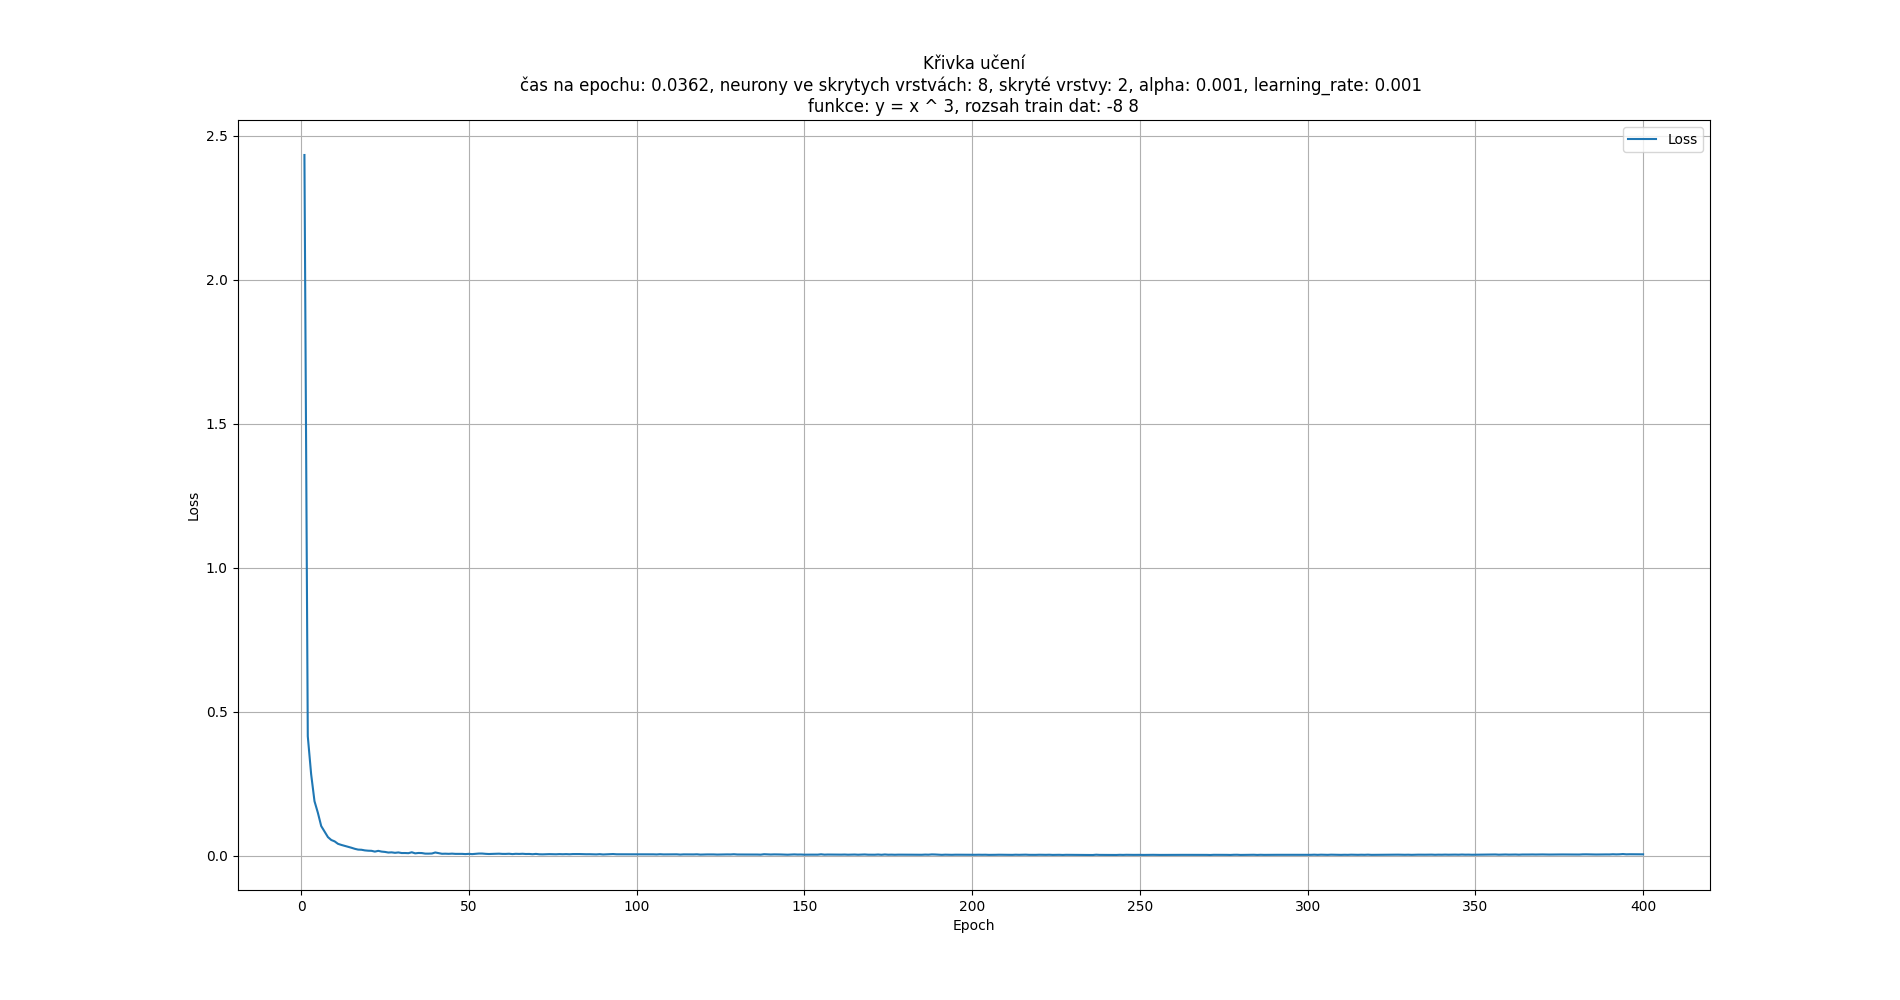 Křivka učení
čas na epochu: 0.0362, neurony ve skrytych vrstvách: 8, skryté vrstvy: 2, alpha: 0.001, learning_rate: 0.001
funkce: y = x ^ 3, rozsah train dat: -8 8
Loss
2.5
2.0
1.5
1.0
0.5
0.0
Loss
0 50 100 150 200 250 300 350 400
Epoch